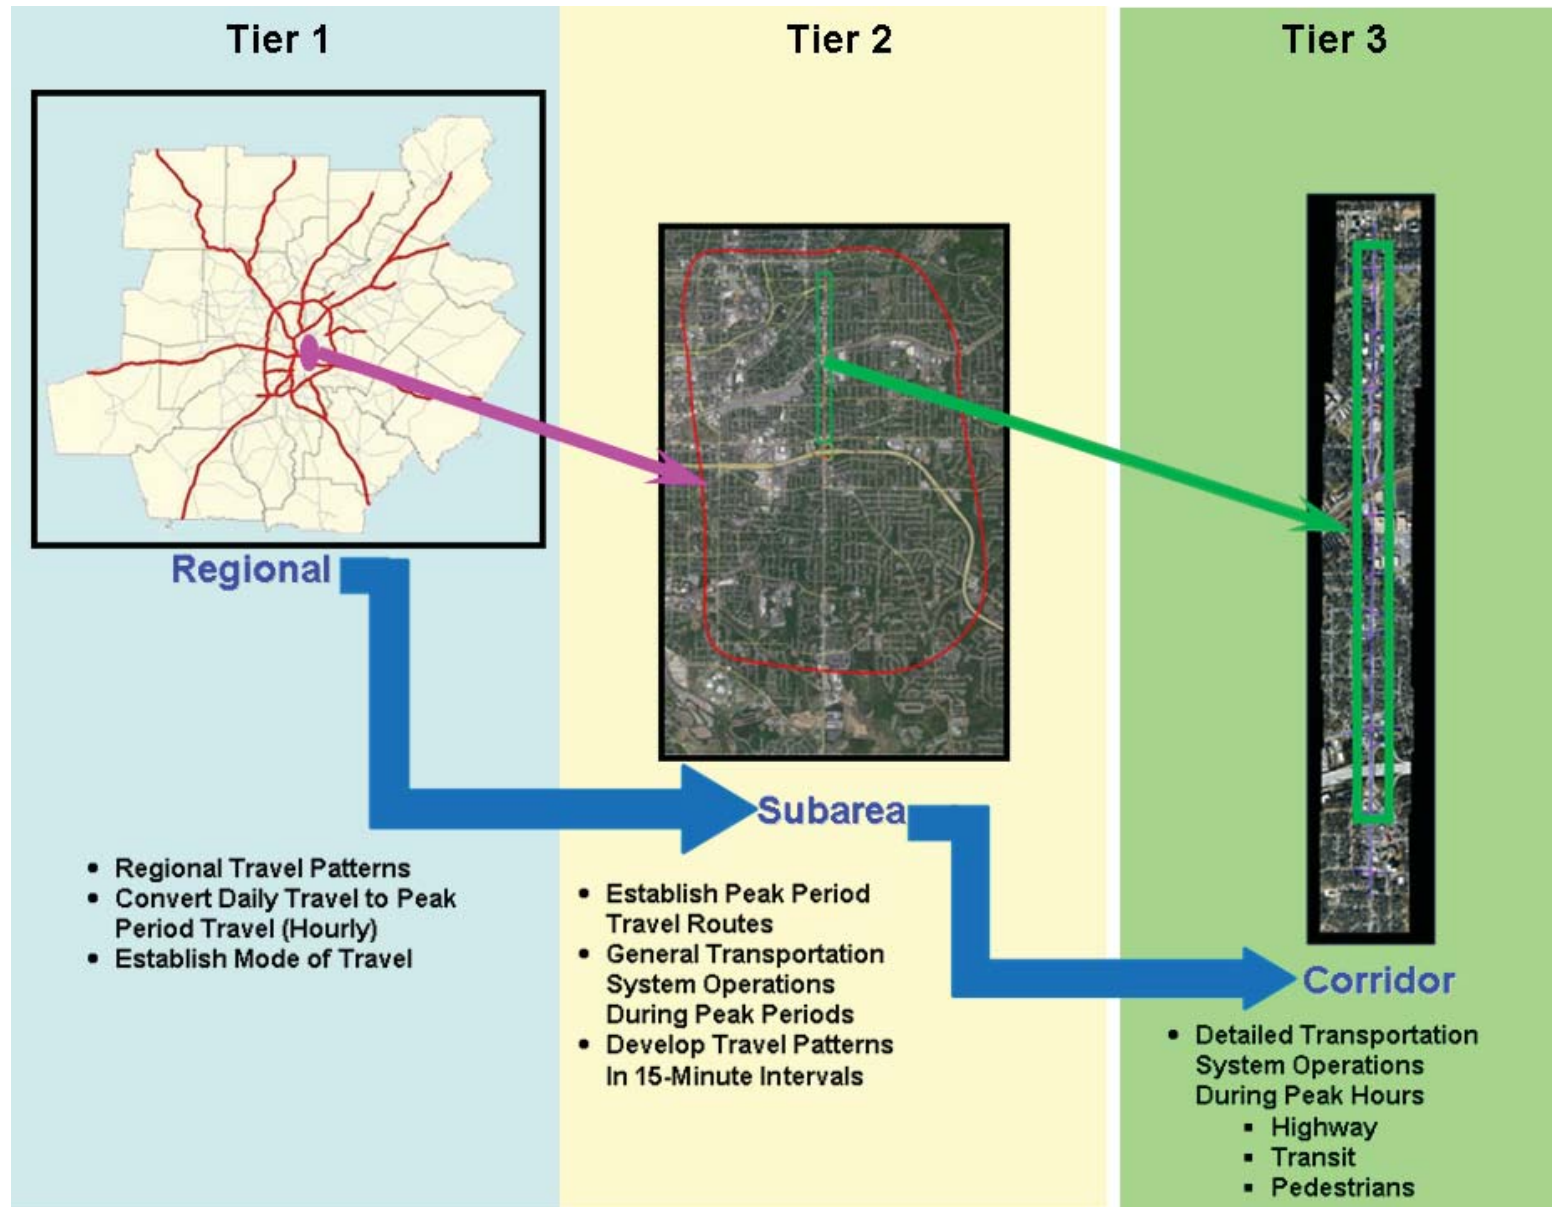 Tier 1
Tier 2
Tier 3
Regional
• Regional Travel Patterns
• Convert Daily Travel to Peak
Period Travel (Hourly)
• Establish Mode of Travel
Subarea
• Establish Peak Period
Travel Routes
• General Transportation
System Operations
During Peak Periods
• Develop Travel Patterns
In 15-Minute Intervals
Corridor
• Detailed Transportation
System Operations
During Peak Hours
▪ Highway
▪ Transit
▪ Pedestrians